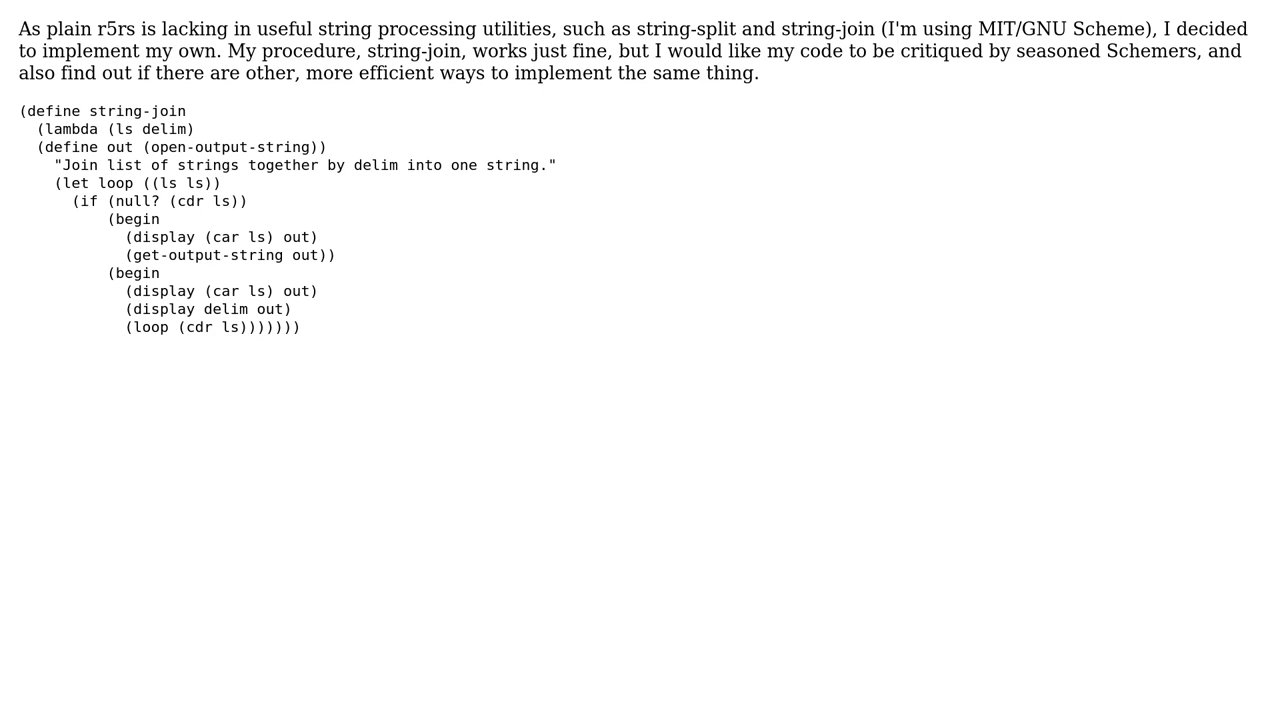 As plain r5rs is lacking in useful string processing utilities, such as string-split and string-join (I'm using MIT/GNU Scheme), I decided
to implement my own. My procedure, string-join, works just fine, but I would like my code to be critiqued by seasoned Schemers, and
also find out if there are other, more efficient ways to implement the same thing.
(define string-join
  (lambda (ls delim)
  (define out (open-output-string))
    "Join list of strings together by delim into one string."
    (let loop ((ls ls))
      (if (null? (cdr ls))
          (begin
            (display (car ls) out)
            (get-output-string out))
          (begin
            (display (car ls) out)
            (display delim out)
            (loop (cdr ls)))))))